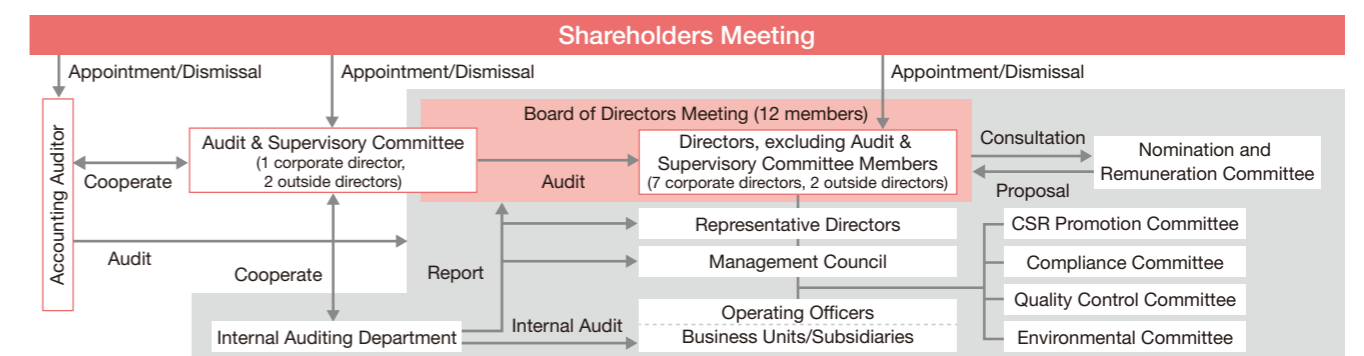 Shareholders Meeting
Appointment/Dismissal
Appointment/Dismissal
Appointment/Dismissal
Accounting Auditor
Cooperate
Audit & Supervisory Committee
(1 corporate director,
2 outside directors)
Board of Directors Meeting (12 members)
Audit
Directors, excluding Audit &
Supervisory Committee Members
(7 corporate directors, 2 outside directors)
Consultation
Proposal
Nomination and
Remuneration Committee
Audit
Cooperate
Report
Representative Directors
Management Council
Internal Auditing Department
Internal Audit
Operating Officers
Business Units/Subsidiaries
CSR Promotion Committee
Compliance Committee
Quality Control Committee
Environmental Committee